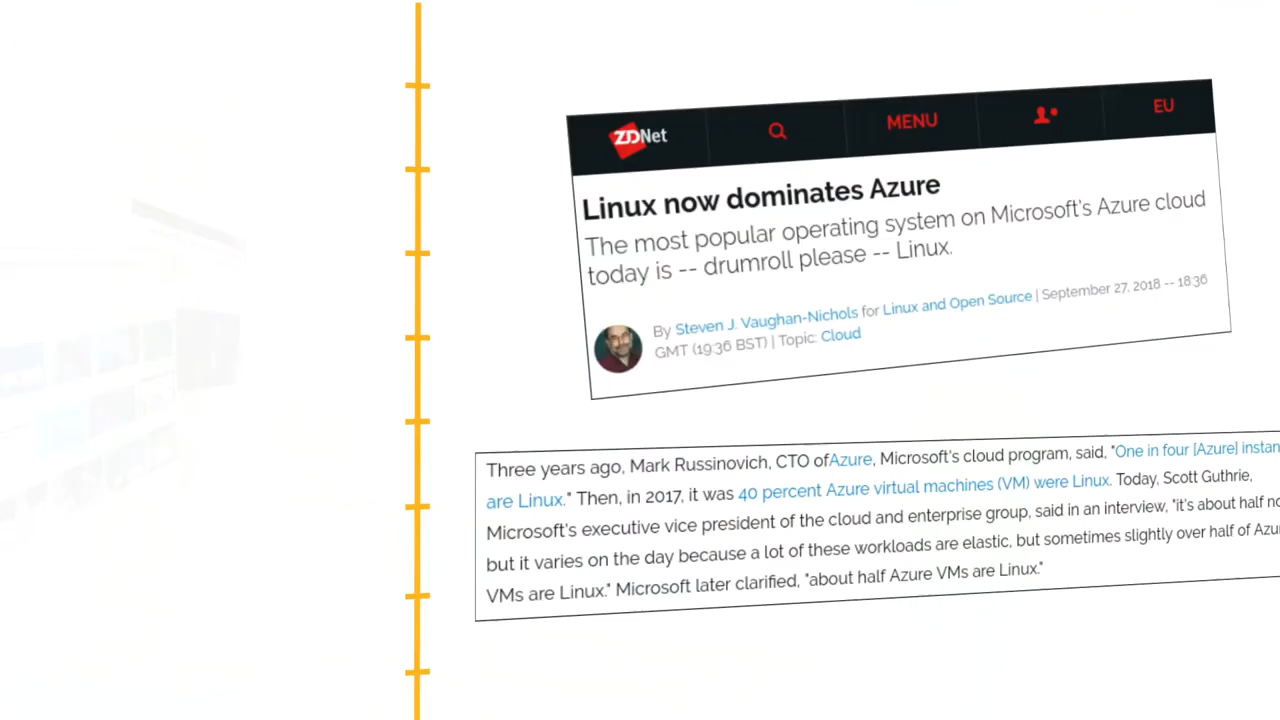 ZDNet
MENU
EU
Linux now dominates Azure
The most popular operating system on Microsoft's Azure cloud
today is -- drumroll please -- Linux.
By Steven J. Vaughan-Nichols for Linux and Open Source | September 27, 2018 -- 18:36
GMT (19:36 BST) | Topic: Cloud
Three years ago, Mark Russinovich, CTO ofAzure, Microsoft's cloud program, said, "One in four [Azure]
are Linux." Then, in 2017, it was 40 percent Azure virtual machines (VM) were Linux. Today, Scott Guthrie,
Microsoft's executive vice president of the cloud and enterprise group, said in an interview, "it's about half
but it varies on the day because a lot of these workloads are elastic, but sometimes slightly over half of
VMs are Linux." Microsoft later clarified, "about half Azure VMs are Linux."